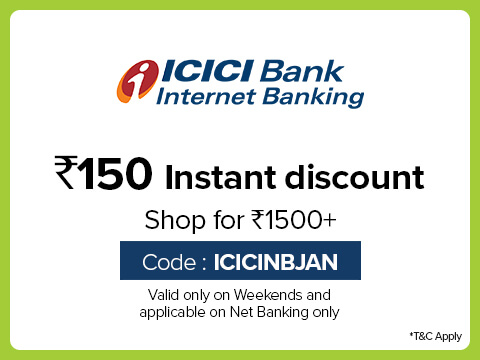 ICICI Bank
Internet Banking
₹150 Instant discount
Shop for ₹1500+
Code : ICICINBJAN
Valid only on Weekends and
applicable on Net Banking only
*T&C Apply